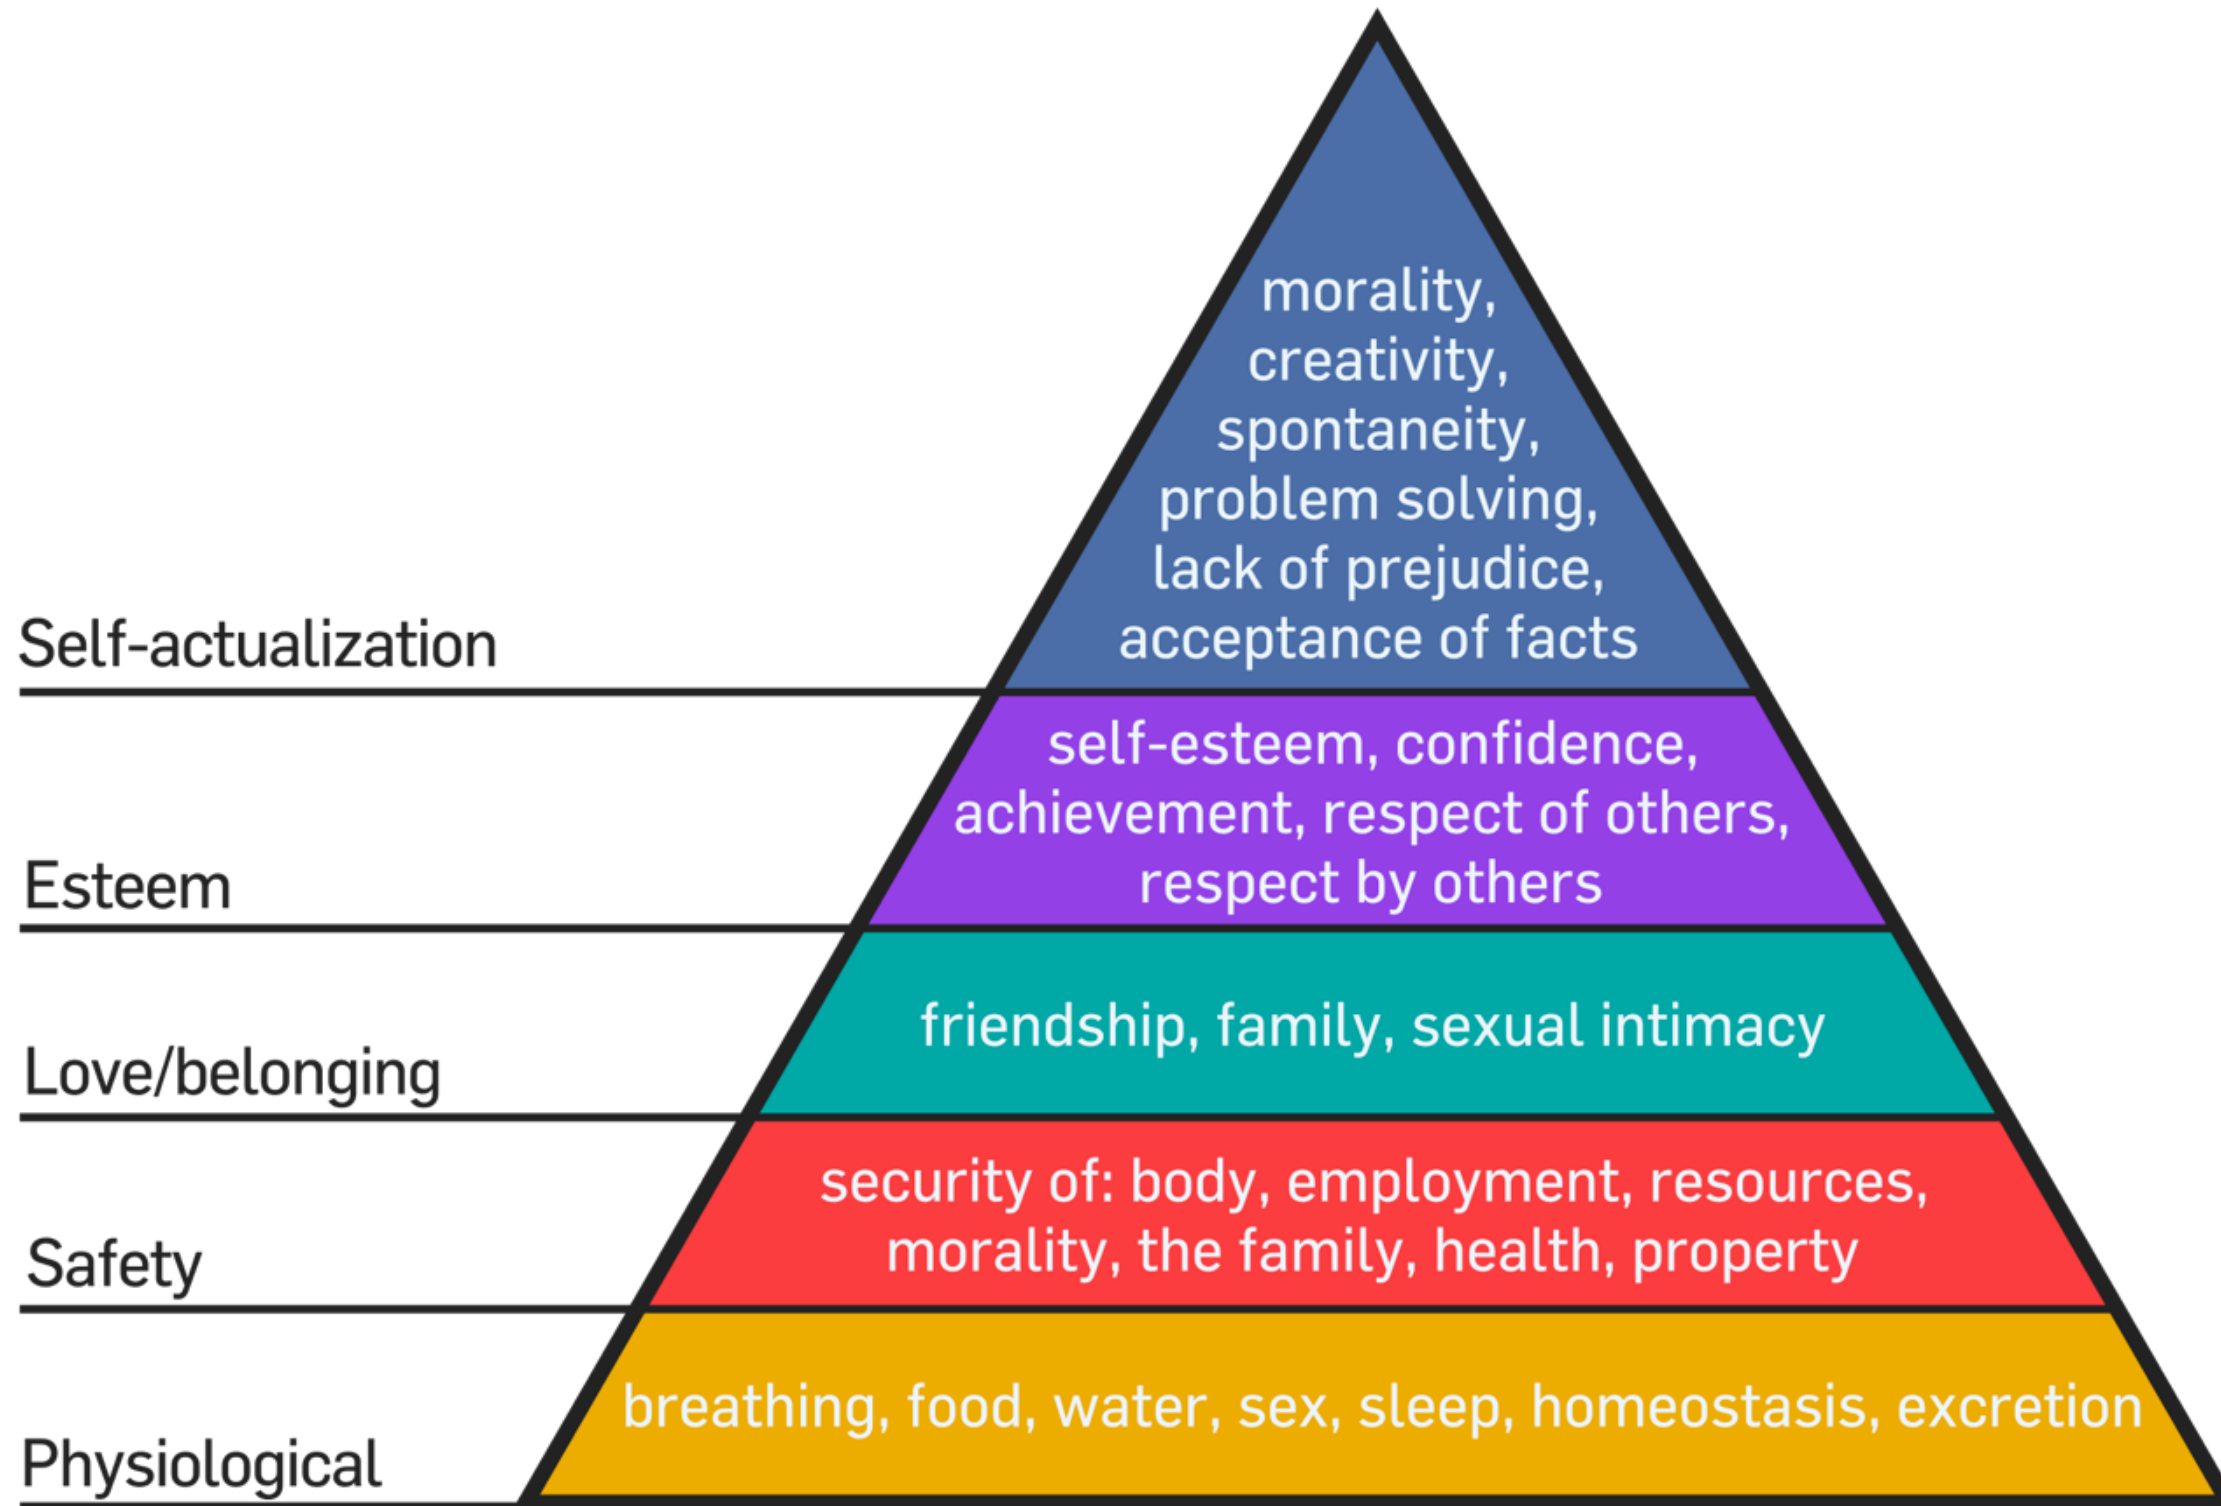 morality,
creativity,
spontaneity,
problem solving,
lack of prejudice,
acceptance of facts
Self-actualization
self-esteem, confidence,
achievement, respect of others,
respect by others
Esteem
friendship, family, sexual intimacy
Love/belonging
security of: body, employment, resources,
morality, the family, health, property
Safety
breathing, food, water, sex, sleep, homeostasis, excretion
Physiological